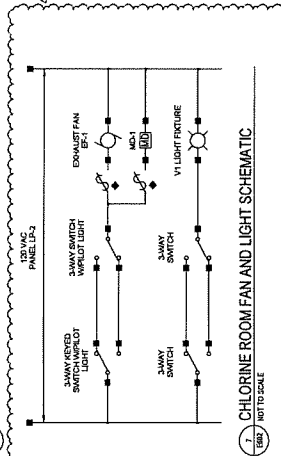 120 VAC
PANEL LP-2
3-WAY KEYED
SWITCH W/PILOT
LIGHT
3-WAY SWITCH
W/PILOT LIGHT
EXHAUST FAN
EF-1
MD-1
MD
3-WAY
SWITCH
3-WAY
SWITCH
V1 LIGHT FIXTURE
7
E602
CHLORINE ROOM FAN AND LIGHT SCHEMATIC
NOT TO SCALE